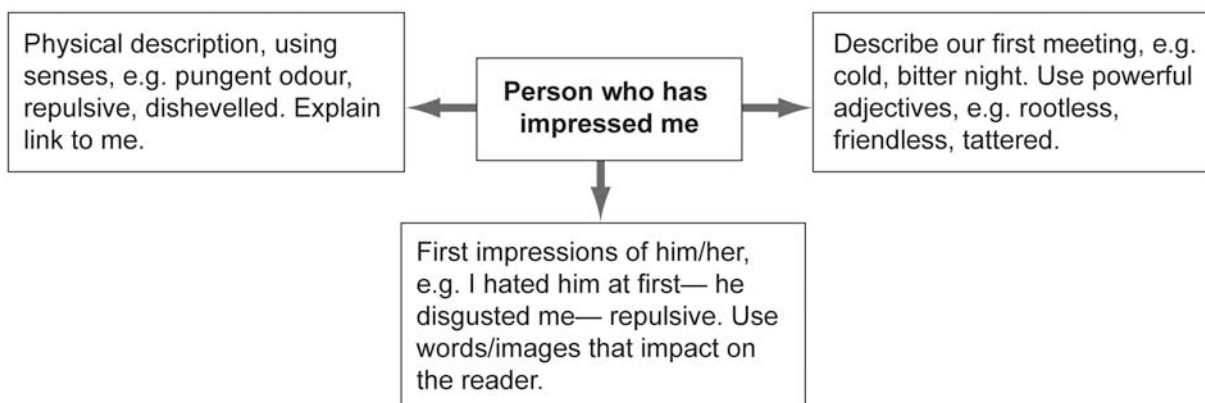 Physical description, using
senses, e.g. pungent odour,
repulsive, dishevelled. Explain
link to me.
Person who has
impressed me
Describe our first meeting, e.g.
cold, bitter night. Use powerful
adjectives, e.g. rootless,
friendless, tattered.
First impressions of him/her,
e.g. I hated him at first— he
disgusted me— repulsive. Use
words/images that impact on
the reader.